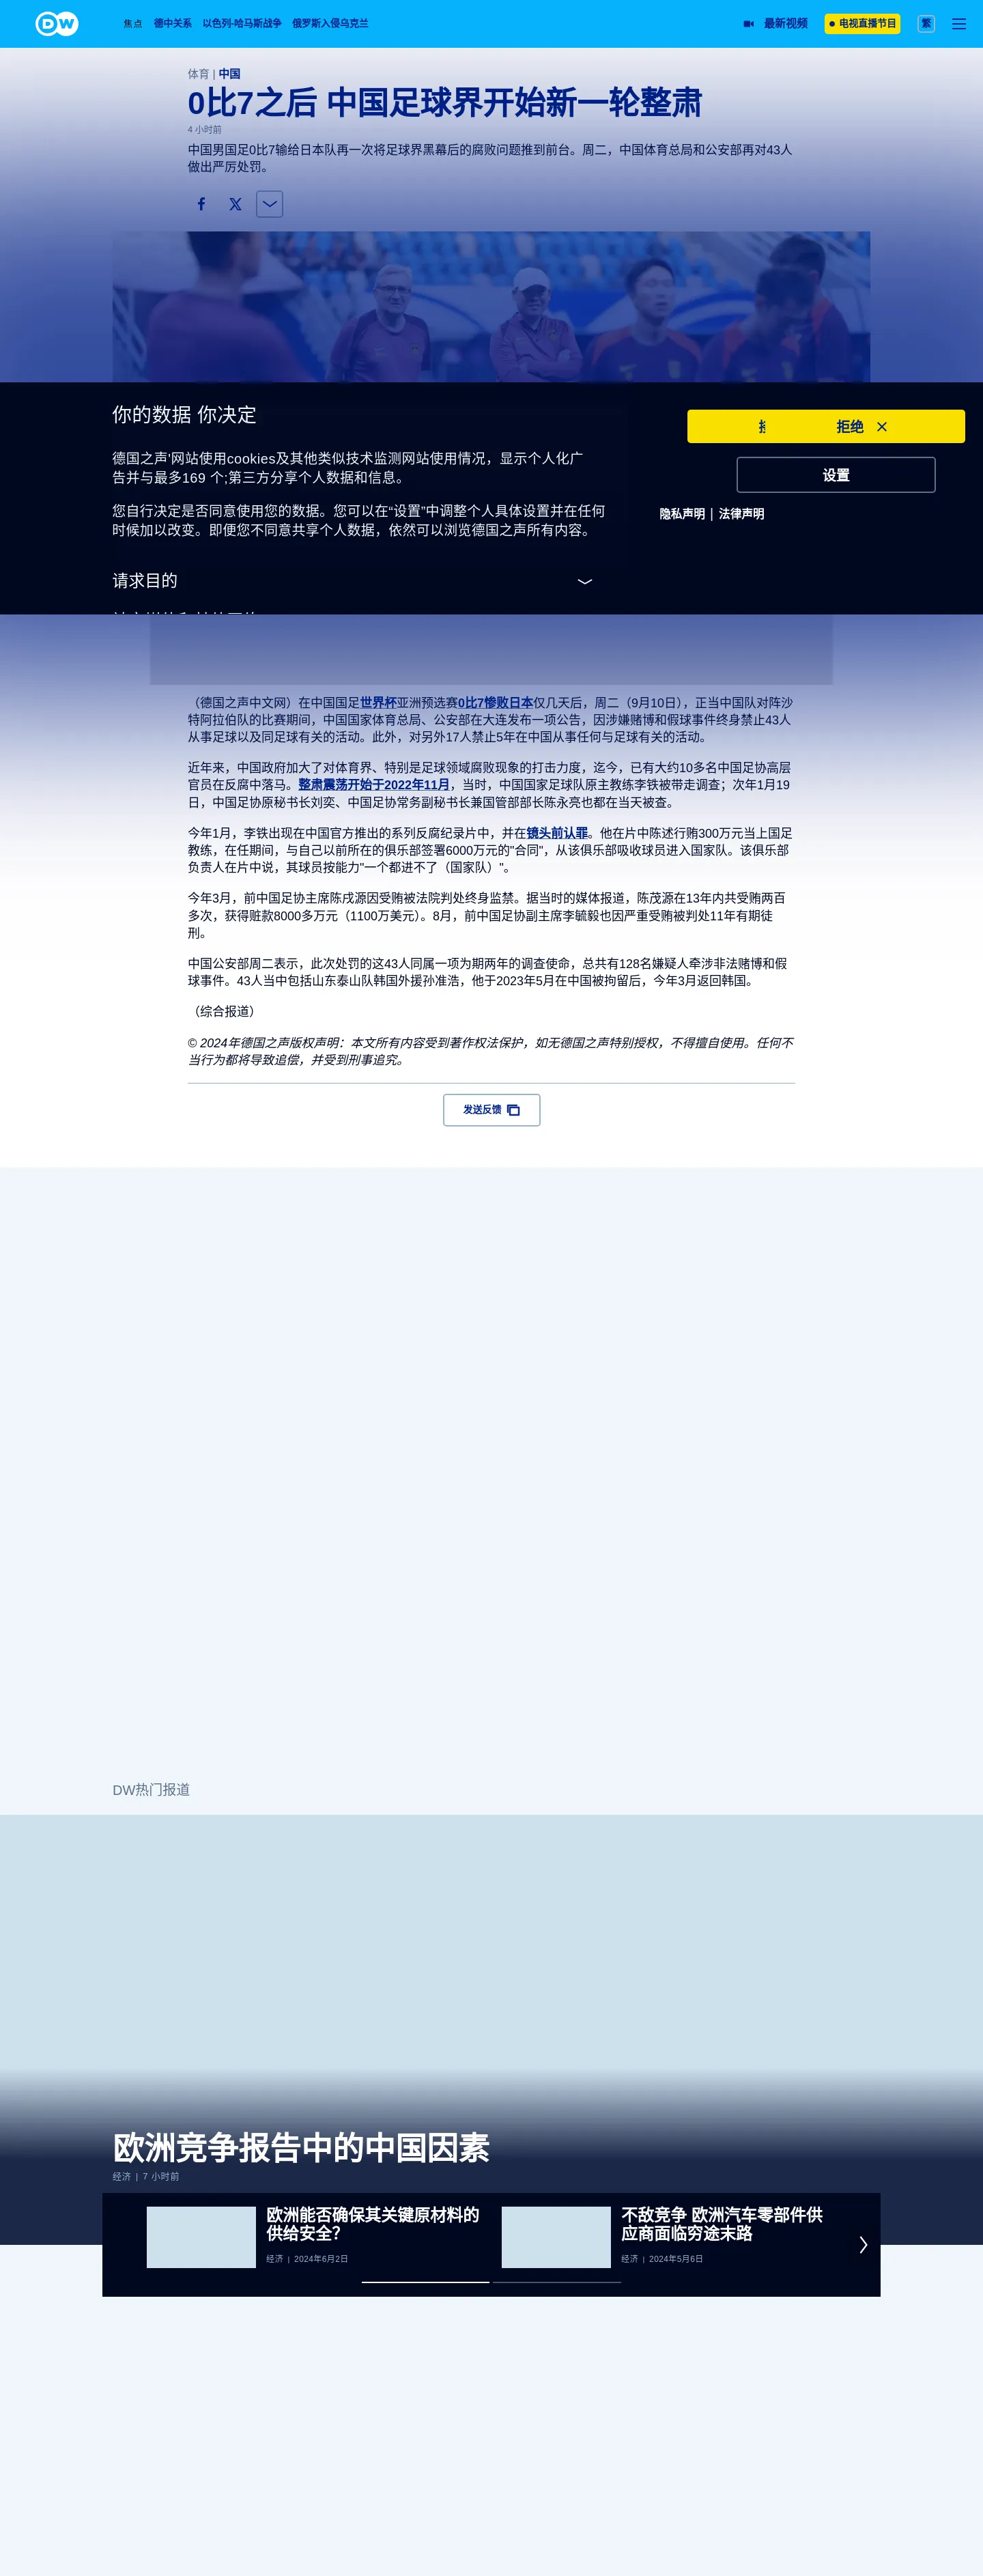 DW
焦点 德中关系 以色列-哈马斯战争 俄罗斯入侵乌克兰
最新视频
电视直播节目
繁
体育 | 中国
0比7之后 中国足球界开始新一轮整肃
4 小时前
中国男国足0比7输给日本队再一次将足球界黑幕后的腐败问题推到前台。周二，中国体育总局和公安部再对43人
做出严厉处罚。
你的数据 你决定
拒绝
德国之声'网站使用cookies及其他类似技术监测网站使用情况，显示个人化广
告并与最多169 个;第三方分享个人数据和信息。
设置
您自行决定是否同意使用您的数据。您可以在“设置”中调整个人具体设置并在任何
时候加以改变。即便您不同意共享个人数据，依然可以浏览德国之声所有内容。
隐私声明 | 法律声明
请求目的
（德国之声中文网）在中国国足世界杯亚洲预选赛0比7惨败日本仅几天后，周二（9月10日），正当中国队对阵沙
特阿拉伯队的比赛期间，中国国家体育总局、公安部在大连发布一项公告，因涉嫌赌博和假球事件终身禁止43人
从事足球以及同足球有关的活动。此外，对另外17人禁止5年在中国从事任何与足球有关的活动。
近年来，中国政府加大了对体育界、特别是足球领域腐败现象的打击力度，迄今，已有大约10多名中国足协高层
官员在反腐中落马。整肃震荡开始于2022年11月，当时，中国国家足球队原主教练李铁被带走调查；次年1月19
日，中国足协原秘书长刘奕、中国足协常务副秘书长兼国管部部长陈永亮也都在当天被查。
今年1月，李铁出现在中国官方推出的系列反腐纪录片中，并在镜头前认罪。他在片中陈述行贿300万元当上国足
教练，在任期间，与自己以前所在的俱乐部签署6000万元的"合同"，从该俱乐部吸收球员进入国家队。该俱乐部
负责人在片中说，其球员按能力"一个都进不了（国家队）"。
今年3月，前中国足协主席陈戌源因受贿被法院判处终身监禁。据当时的媒体报道，陈茂源在13年内共受贿两百
多次，获得赃款8000多万元（1100万美元）。8月，前中国足协副主席李毓毅也因严重受贿被判处11年有期徒
刑。
中国公安部周二表示，此次处罚的这43人同属一项为期两年的调查使命，总共有128名嫌疑人牵涉非法赌博和假
球事件。43人当中包括山东泰山队韩国外援孙准浩，他于2023年5月在中国被拘留后，今年3月返回韩国。
（综合报道）
© 2024年德国之声版权声明：本文所有内容受到著作权法保护，如无德国之声特别授权，不得擅自使用。任何不
当行为都将导致追偿，并受到刑事追究。
发送反馈
DW热门报道
欧洲竞争报告中的中国因素
经济 | 7 小时前
欧洲能否确保其关键原材料的
供给安全？
经济 | 2024年6月2日
不敌竞争 欧洲汽车零部件供
应商面临穷途末路
经济 | 2024年5月6日